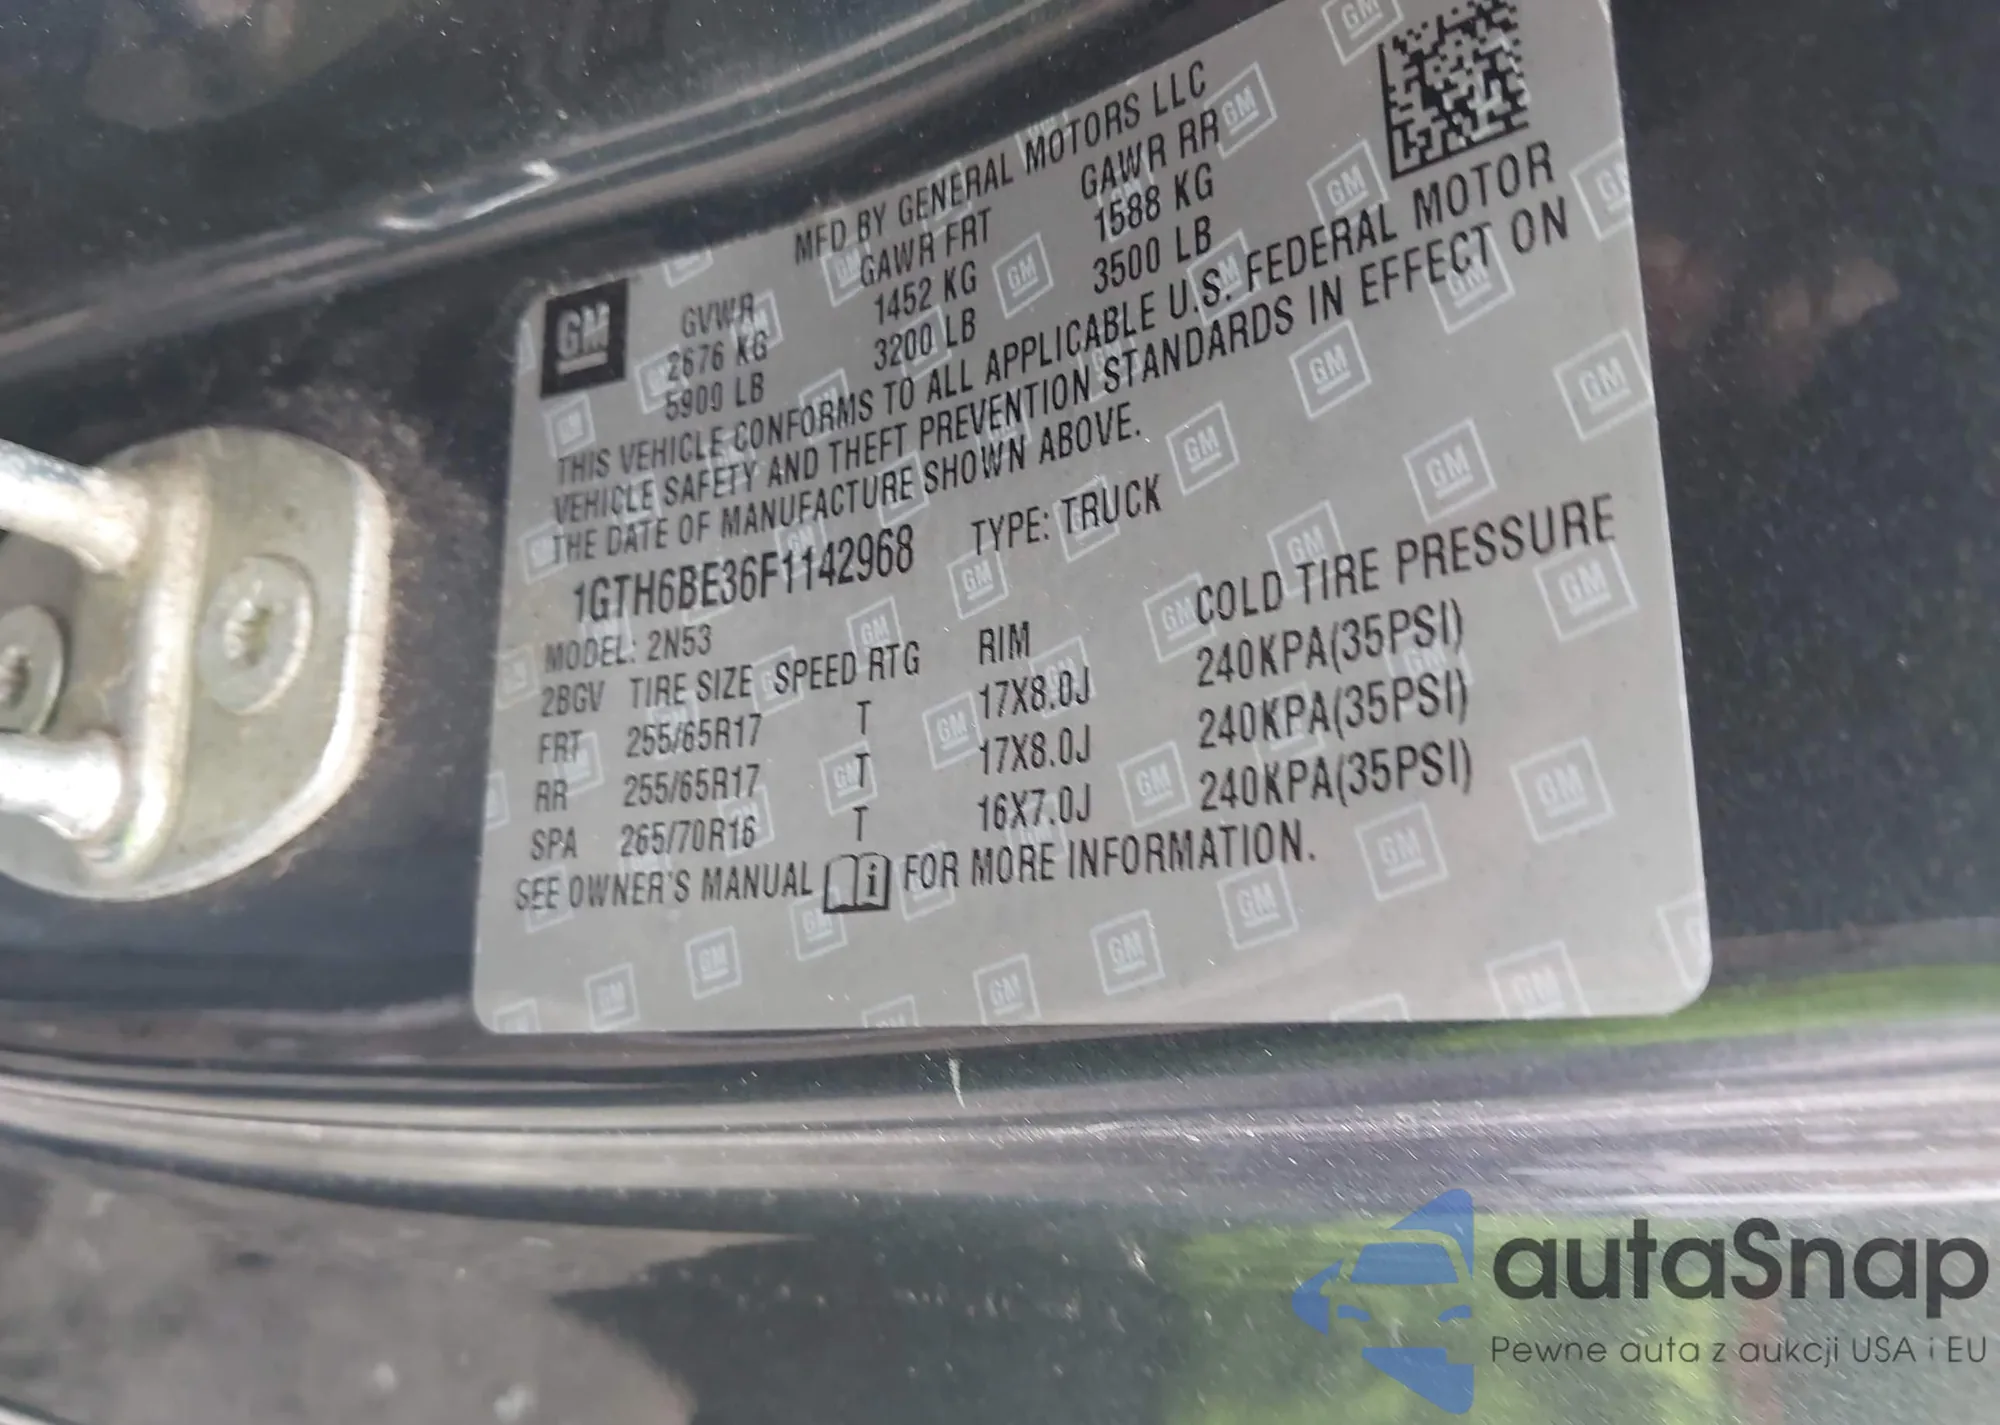 MFD BY GENERAL MOTORS LLC
GM
GVWR GAWR FRT GAWR RR
2676 KG 1452 KG 1588 KG
5900 LB 3200 LB 3500 LB
THIS VEHICLE CONFORMS TO ALL APPLICABLE U.S. FEDERAL MOTOR
VEHICLE SAFETY AND THEFT PREVENTION STANDARDS IN EFFECT ON
THE DATE OF MANUFACTURE SHOWN ABOVE.
1GTH6BE36F1142968 TYPE: TRUCK
MODEL: 2N53
2BGV TIRE SIZE SPEED RTG RIM COLD TIRE PRESSURE
FRT 255/65R17 T 17X8.0J 240KPA(35PSI)
RR 255/65R17 T 17X8.0J 240KPA(35PSI)
SPA 265/70R16 T 16X7.0J 240KPA(35PSI)
SEE OWNER'S MANUAL i FOR MORE INFORMATION.
autaSnap
Pewne auta z aukcji USA i EU